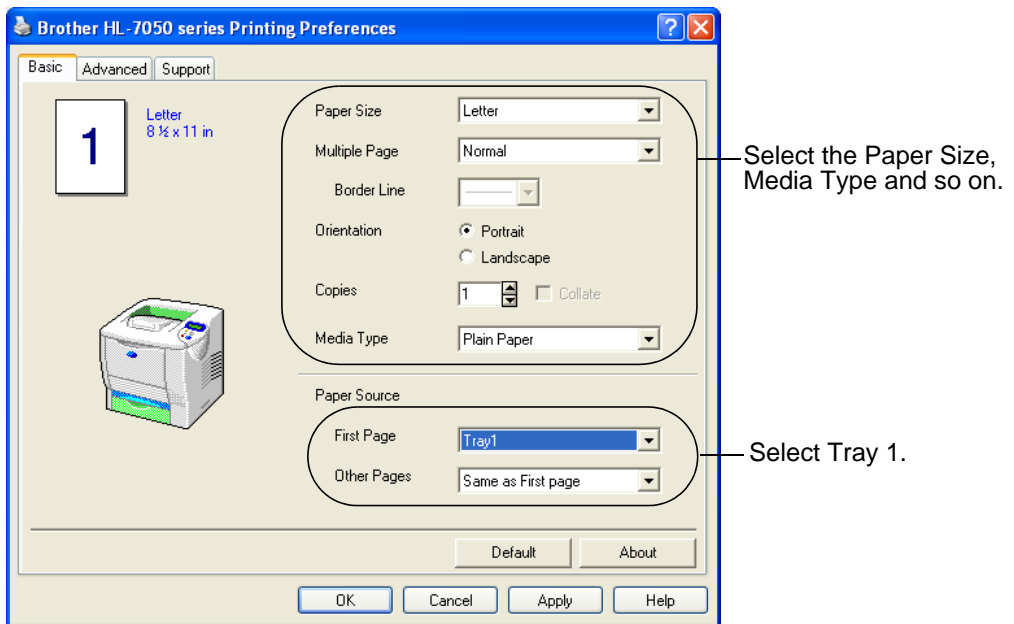 Brother HL-7050 series Printing Preferences
Basic Advanced Support
1
Letter
8 ½ x 11 in
Paper Size Letter
Multiple Page Normal
Border Line
Orientation Portrait
Landscape
Copies 1 Collate
Media Type Plain Paper
Select the Paper Size,
Media Type and so on.
Paper Source
First Page Tray1
Other Pages Same as First page
Select Tray 1.
Default About
OK Cancel Apply Help